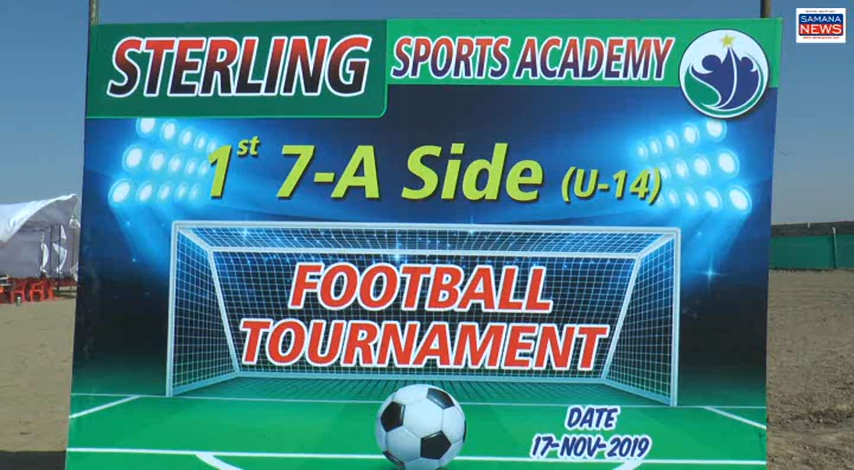 STERLING SPORTS ACADEMY
1st 7-A Side (U-14)
FOOTBALL
TOURNAMENT
DATE
17-NOV-2019
SAMANA
NEWS